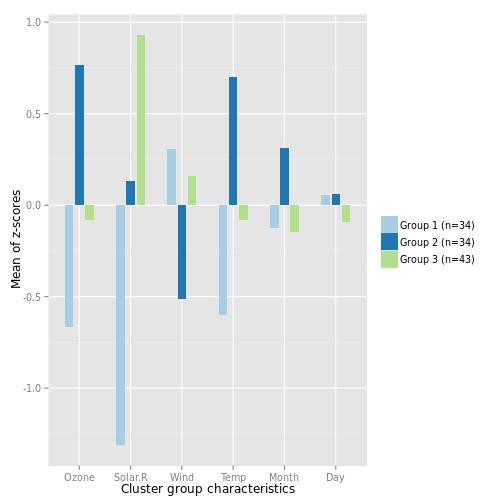 1.0
0.5
0.0
-0.5
-1.0
Mean of z-scores
Ozone Solar.R Wind Temp Month Day
Cluster group characteristics
Group 1 (n=34)
Group 2 (n=34)
Group 3 (n=43)